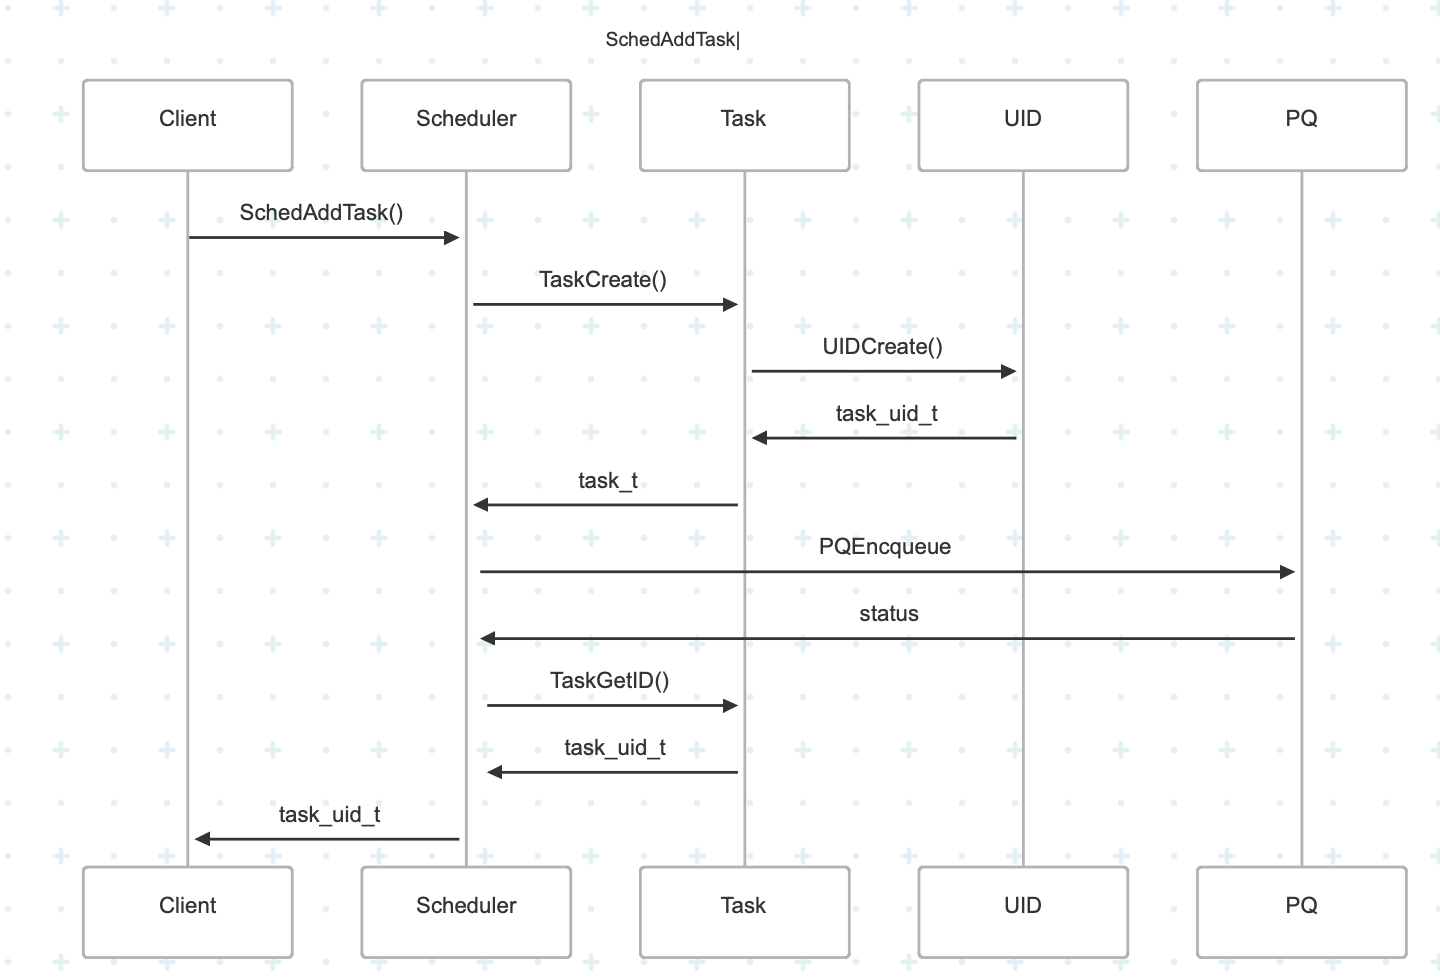 SchedAddTask|
Client Scheduler Task UID PQ
SchedAddTask()
TaskCreate()
UIDCreate()
task_uid_t
task_t
PQEncqueue
status
TaskGetID()
task_uid_t
task_uid_t
Client Scheduler Task UID PQ